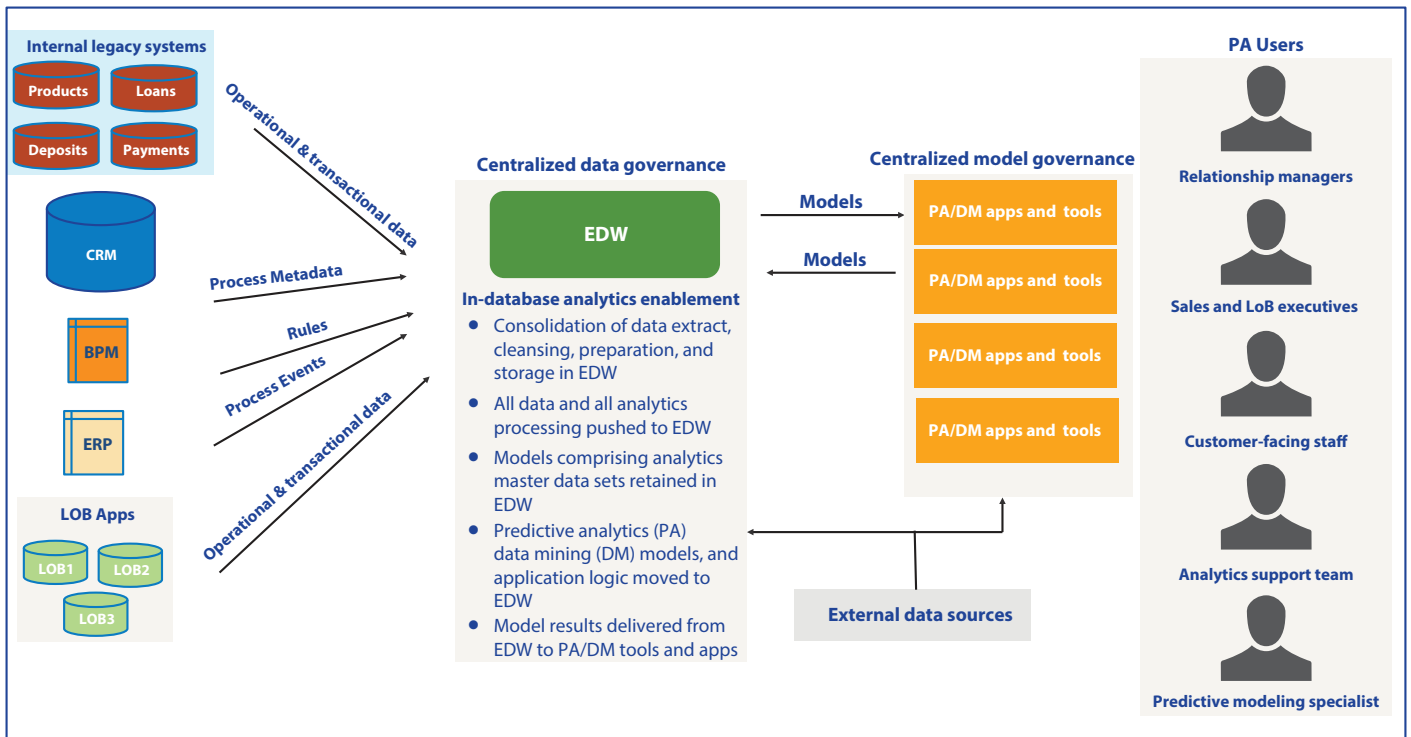 Internal legacy systems
Products
Loans
Deposits
Payments
CRM
BPM
ERP
LOB Apps
LOB1
LOB2
LOB3
Operational & transactional data
Process Metadata
Rules
Process Events
Operational & transactional data
Centralized data governance
EDW
In-database analytics enablement
• Consolidation of data extract,
cleansing, preparation, and
storage in EDW
• All data and all analytics
processing pushed to EDW
• Models comprising analytics
master data sets retained in
EDW
• Predictive analytics (PA)
data mining (DM) models, and
application logic moved to
EDW
• Model results delivered from
EDW to PA/DM tools and apps
Models
Models
Centralized model governance
PA/DM apps and tools
PA/DM apps and tools
PA/DM apps and tools
PA/DM apps and tools
External data sources
PA Users
Relationship managers
Sales and LoB executives
Customer-facing staff
Analytics support team
Predictive modeling specialist